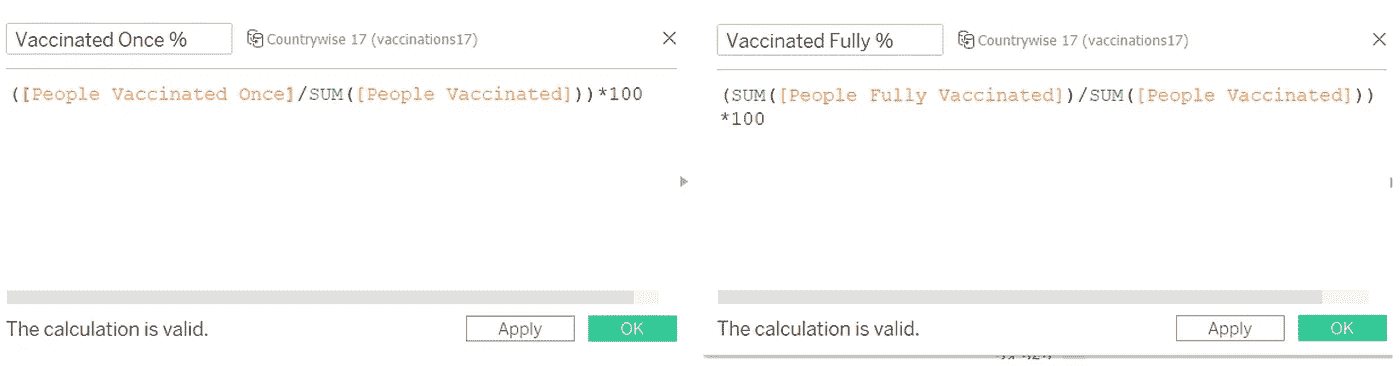 Vaccinated Once %
Countrywise 17 (vaccinations17)
([People Vaccinated Once]/SUM([People Vaccinated]))*100
The calculation is valid.
Apply
OK
Vaccinated Fully %
Countrywise 17 (vaccinations17)
(SUM([People Fully Vaccinated])/SUM([People Vaccinated]))
*100
The calculation is valid.
Apply
OK